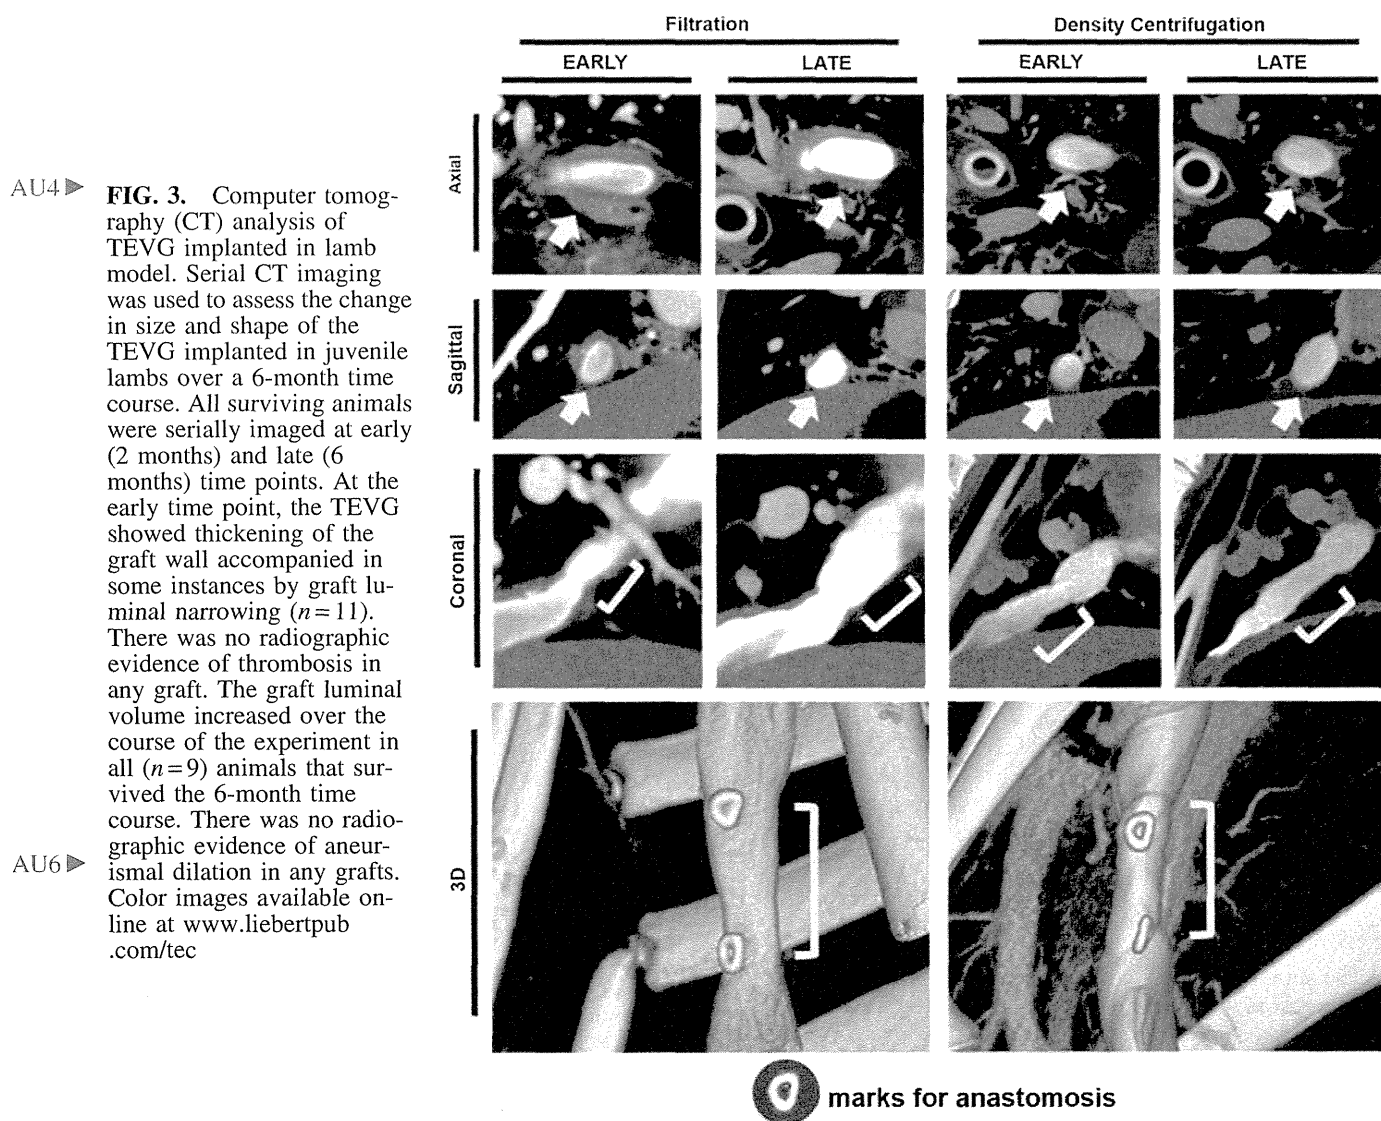 AU4
FIG. 3. Computer tomog-
raphy (CT) analysis of
TEVG implanted in lamb
model. Serial CT imaging
was used to assess the change
in size and shape of the
TEVG implanted in juvenile
lambs over a 6-month time
course. All surviving animals
were serially imaged at early
(2 months) and late (6
months) time points. At the
early time point, the TEVG
showed thickening of the
graft wall accompanied in
some instances by graft lu-
minal narrowing (n=11).
There was no radiographic
evidence of thrombosis in
any graft. The graft luminal
volume increased over the
course of the experiment in
all (n=9) animals that sur-
vived the 6-month time
course. There was no radio-
AU6
graphic evidence of aneur-
ismal dilation in any grafts.
Color images available on-
line at www.liebertpub
.com/tec
Filtration
Density Centrifugation
EARLY
LATE
EARLY
LATE
Axial
Sagittal
Coronal
3D
marks for anastomosis